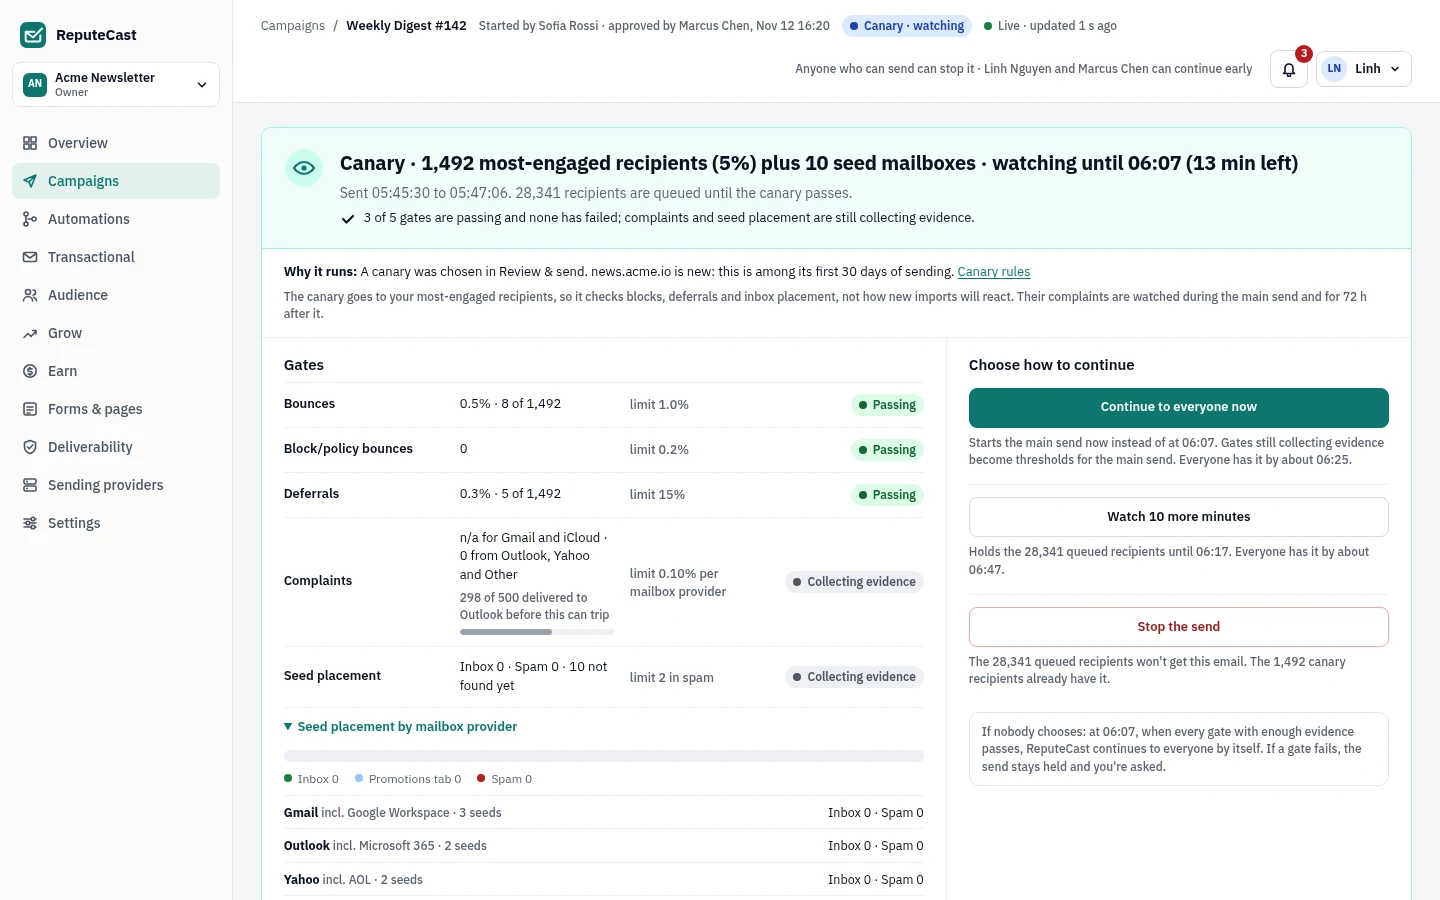 ReputeCast
AN
Acme Newsletter
Owner
Overview
Campaigns
Automations
Transactional
Audience
Grow
Earn
Forms & pages
Deliverability
Sending providers
Settings
Campaigns / Weekly Digest #142 Started by Sofia Rossi · approved by Marcus Chen, Nov 12 16:20 Canary · watching Live · updated 1 s ago
Anyone who can send can stop it · Linh Nguyen and Marcus Chen can continue early
3
LN Linh
Canary · 1,492 most-engaged recipients (5%) plus 10 seed mailboxes · watching until 06:07 (13 min left)
Sent 05:45:30 to 05:47:06. 28,341 recipients are queued until the canary passes.
3 of 5 gates are passing and none has failed; complaints and seed placement are still collecting evidence.
Why it runs: A canary was chosen in Review & send. news.acme.io is new: this is among its first 30 days of sending. Canary rules
The canary goes to your most-engaged recipients, so it checks blocks, deferrals and inbox placement, not how new imports will react. Their complaints are watched during the main send and for 72 h
after it.
Gates
Bounces 0.5% · 8 of 1,492 limit 1.0% Passing
Block/policy bounces 0 limit 0.2% Passing
Deferrals 0.3% · 5 of 1,492 limit 15% Passing
Complaints
n/a for Gmail and iCloud ·
0 from Outlook, Yahoo
and Other
298 of 500 delivered to
Outlook before this can trip
limit 0.10% per
mailbox provider
Collecting evidence
Seed placement
Inbox 0 · Spam 0 · 10 not
found yet
limit 2 in spam
Collecting evidence
Seed placement by mailbox provider
Inbox 0 Promotions tab 0 Spam 0
Gmail incl. Google Workspace · 3 seeds Inbox 0 · Spam 0
Outlook incl. Microsoft 365 · 2 seeds Inbox 0 · Spam 0
Yahoo incl. AOL · 2 seeds Inbox 0 · Spam 0
Choose how to continue
Continue to everyone now
Starts the main send now instead of at 06:07. Gates still collecting evidence
become thresholds for the main send. Everyone has it by about 06:25.
Watch 10 more minutes
Holds the 28,341 queued recipients until 06:17. Everyone has it by about
06:47.
Stop the send
The 28,341 queued recipients won't get this email. The 1,492 canary
recipients already have it.
If nobody chooses: at 06:07, when every gate with enough evidence
passes, ReputeCast continues to everyone by itself. If a gate fails, the
send stays held and you're asked.